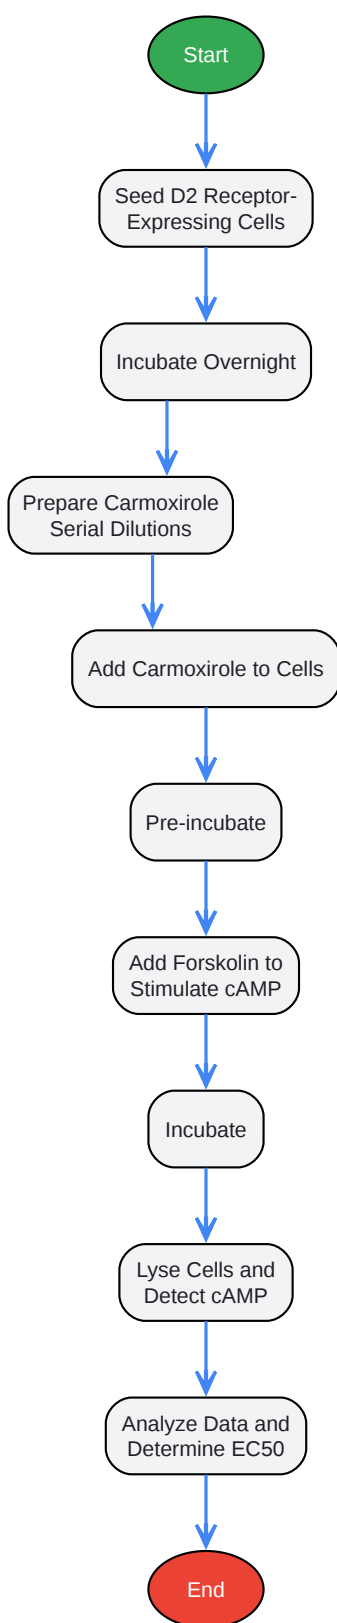 Start
Seed D2 Receptor-
Expressing Cells
Incubate Overnight
Prepare Carmoxirole
Serial Dilutions
Add Carmoxirole to Cells
Pre-incubate
Add Forskolin to
Stimulate cAMP
Incubate
Lyse Cells and
Detect cAMP
Analyze Data and
Determine EC50
End